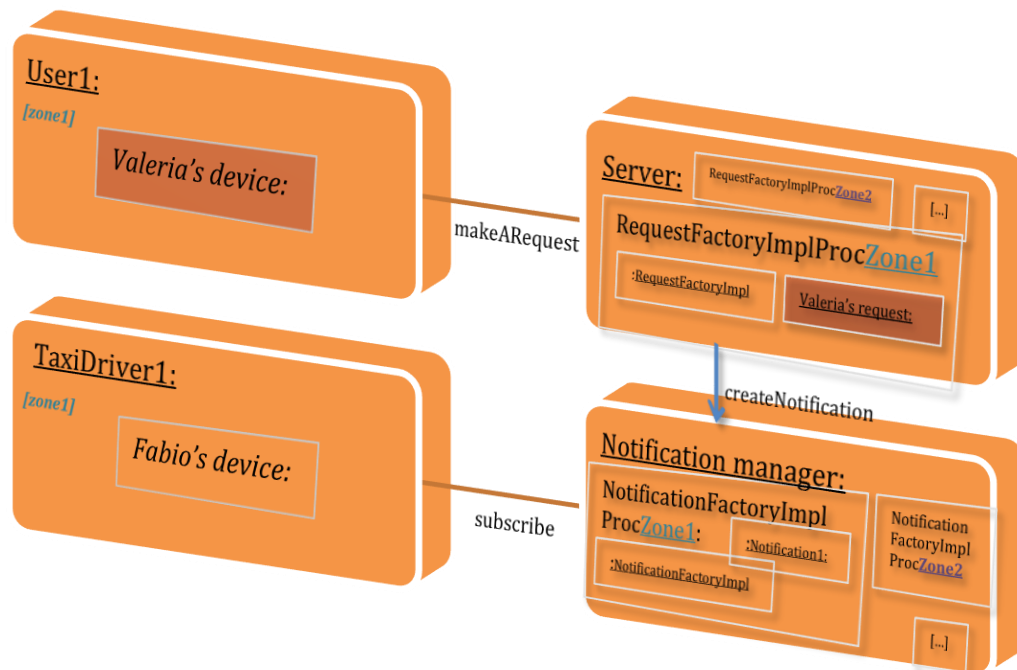 User1:
[zone1]
Valeria's device:
makeARequest
Server:
RequestFactoryImplProcZone2
[...]
RequestFactoryImplProcZone1
:RequestFactoryImpl
Valeria's request:
TaxiDriver1:
[zone1]
Fabio's device:
subscribe
createNotification
Notification manager:
NotificationFactoryImpl
ProcZone1:
:Notification1:
:NotificationFactoryImpl
Notification
FactoryImpl
ProcZone2
[...]